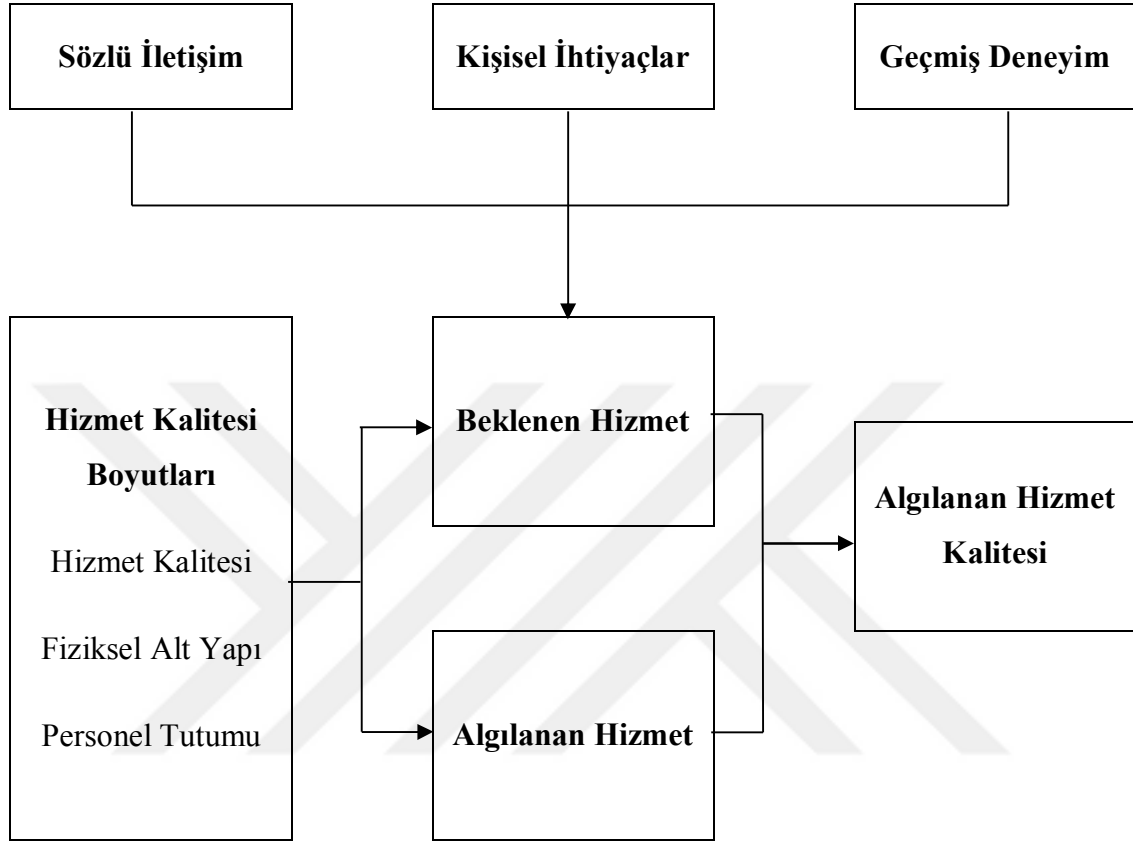 Sözlü İletişim
Kişisel İhtiyaçlar
Geçmiş Deneyim
Hizmet Kalitesi
Boyutları
Hizmet Kalitesi
Fiziksel Alt Yapı
Personel Tutumu
Beklenen Hizmet
Algılanan Hizmet
Algılanan Hizmet
Kalitesi